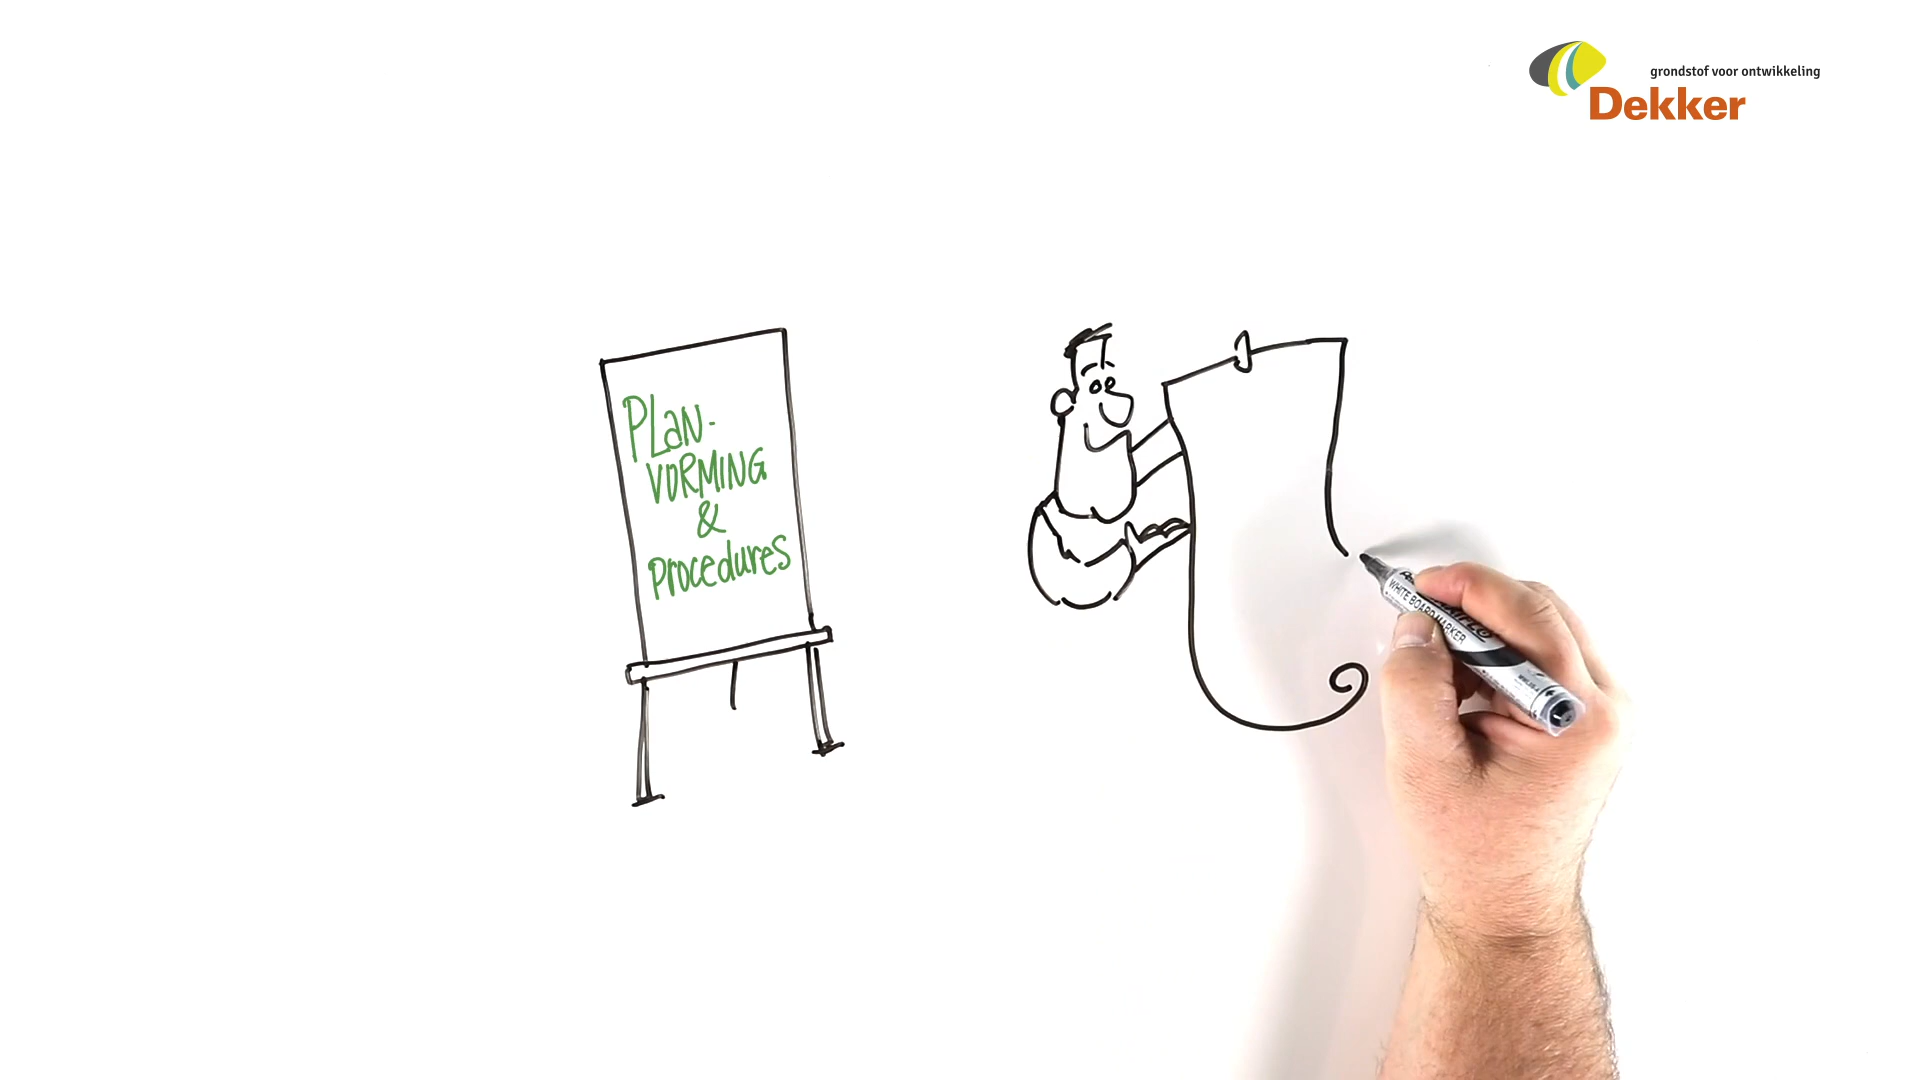 grondstof voor ontwikkeling
Dekker
PLaN-
VORMING
&
procedures
WHITE BOARD MARKER